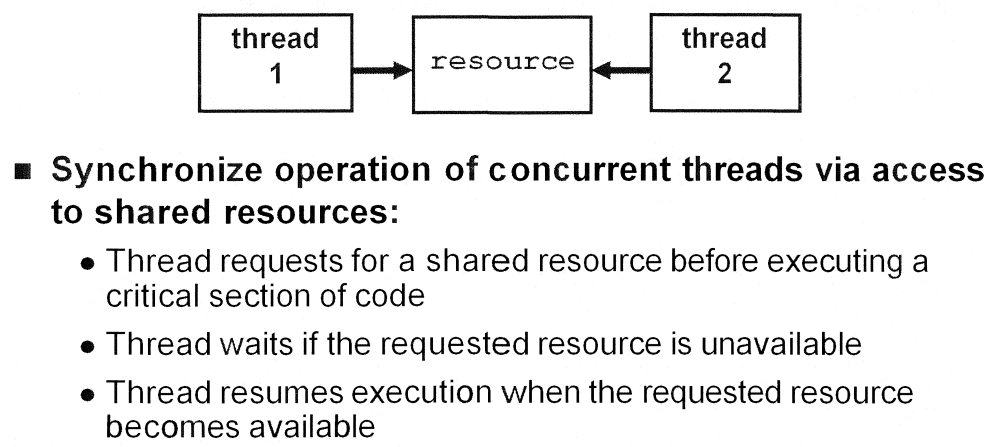 thread
1
resource
thread
2
■ Synchronize operation of concurrent threads via access
to shared resources:
● Thread requests for a shared resource before executing a
critical section of code
● Thread waits if the requested resource is unavailable
● Thread resumes execution when the requested resource
becomes available